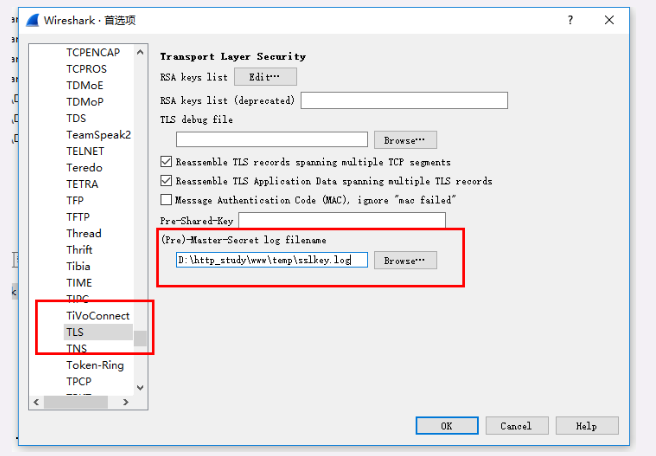 Wireshark · 首选项
TCPENCAP
TCPROS
TDMoE
TDMoP
TDS
TeamSpeak2
TELNET
Teredo
TETRA
TFP
TFTP
Thread
Thrift
Tibia
TIME
TIPC
TiVoConnect
TLS
TNS
Token-Ring
TPCP
Transport Layer Security
RSA keys list Edit…
RSA keys list (deprecated)
TLS debug file
Browse…
Reassemble TLS records spanning multiple TCP segments
Reassemble TLS Application Data spanning multiple TLS records
Message Authentication Code (MAC), ignore "mac failed"
Pre-Shared-Key
(Pre)-Master-Secret log filename
D:\http_study\www\temp\sslkey.log Browse…
OK Cancel Help